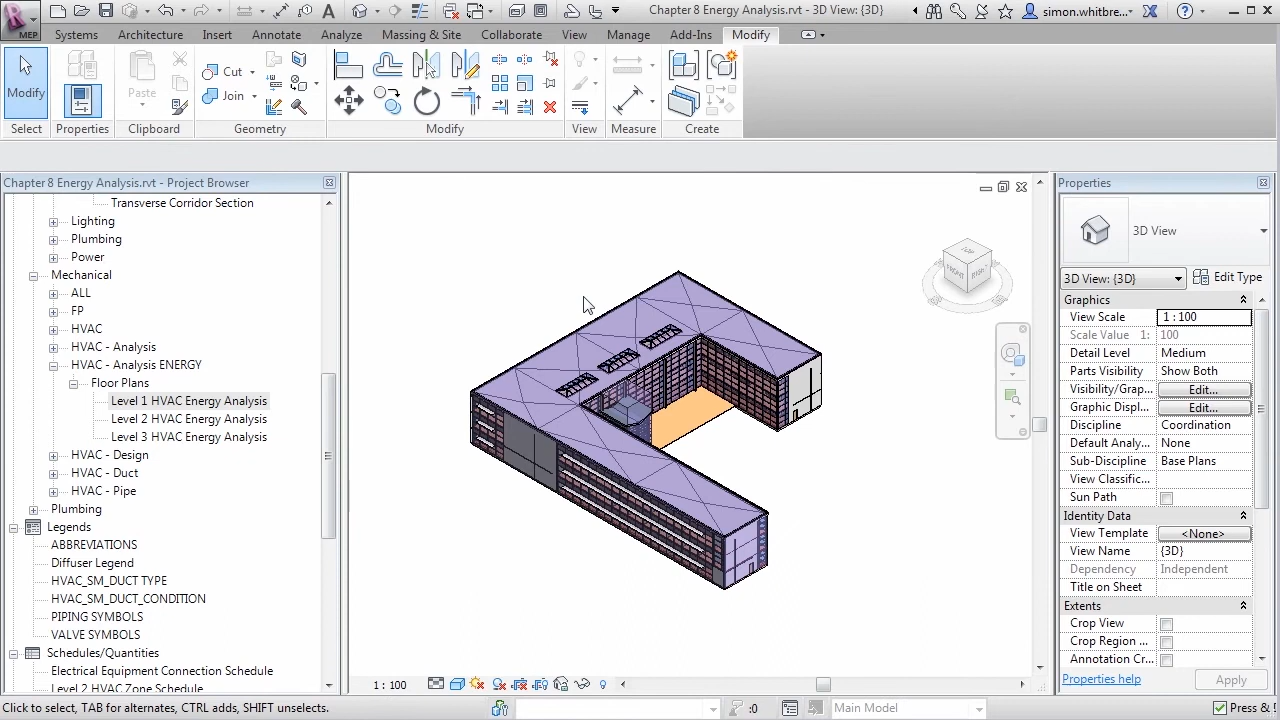 Chapter 8 Energy Analysis.rvt - 3D View: {3D}
simon.whitbre...
MEP
Systems Architecture Insert Annotate Analyze Massing & Site Collaborate View Manage Add-Ins Modify
Modify
Paste
Cut
Join
Select Properties Clipboard Geometry Modify View Measure Create
Chapter 8 Energy Analysis.rvt - Project Browser
Transverse Corridor Section
Lighting
Plumbing
Power
Mechanical
ALL
FP
HVAC
HVAC - Analysis
HVAC - Analysis ENERGY
Floor Plans
Level 1 HVAC Energy Analysis
Level 2 HVAC Energy Analysis
Level 3 HVAC Energy Analysis
HVAC - Design
HVAC - Duct
HVAC - Pipe
Plumbing
Legends
ABBREVIATIONS
Diffuser Legend
HVAC_SM_DUCT TYPE
HVAC_SM_DUCT_CONDITION
PIPING SYMBOLS
VALVE SYMBOLS
Schedules/Quantities
Electrical Equipment Connection Schedule
Level 2 HVAC Zone Schedule
TOP
FRONT
RIGHT
1 : 100
Properties
3D View
3D View: {3D}
Edit Type
Graphics
View Scale 1 : 100
Scale Value 1: 100
Detail Level Medium
Parts Visibility Show Both
Visibility/Grap... Edit...
Graphic Displ... Edit...
Discipline Coordination
Default Analy... None
Sub-Discipline Base Plans
View Classific...
Sun Path
Identity Data
View Template <None>
View Name {3D}
Dependency Independent
Title on Sheet
Extents
Crop View
Crop Region ...
Annotation Cr...
Properties help
Apply
Click to select, TAB for alternates, CTRL adds, SHIFT unselects.
:0
Main Model
Press &